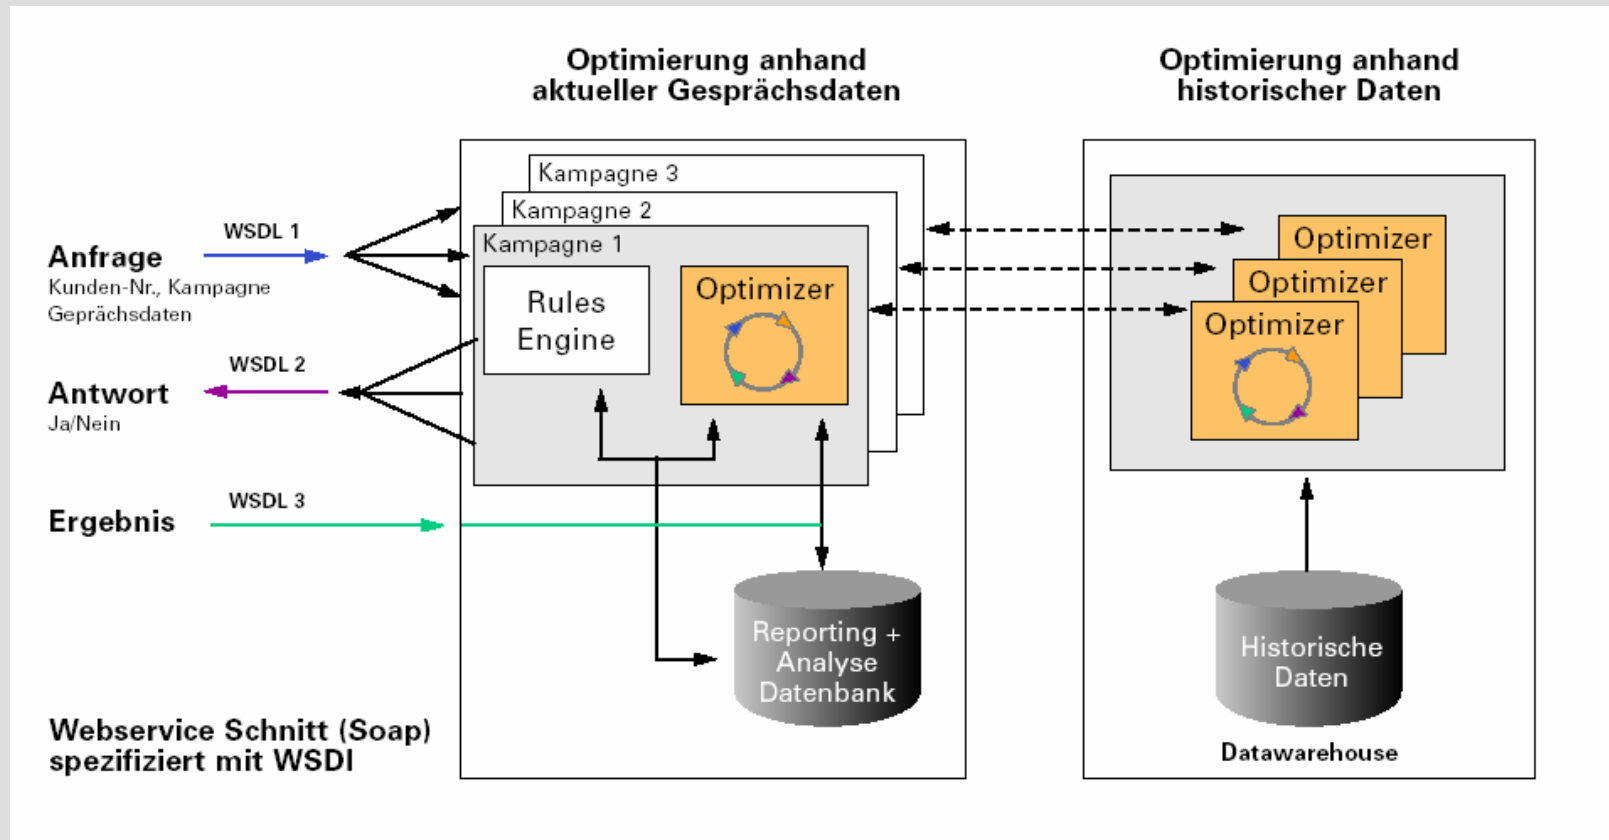 Optimierung anhand
aktueller Gesprächsdaten
Optimierung anhand
historischer Daten
Kampagne 3
Kampagne 2
Kampagne 1
Rules
Engine
Optimizer
Optimizer
Optimizer
Optimizer
WSDL 1
Anfrage
Kunden-Nr., Kampagne
Geprächsdaten
WSDL 2
Antwort
Ja/Nein
WSDL 3
Ergebnis
Reporting +
Analyse
Datenbank
Historische
Daten
Datawarehouse
Webservice Schnitt (Soap)
spezifiziert mit WSDI